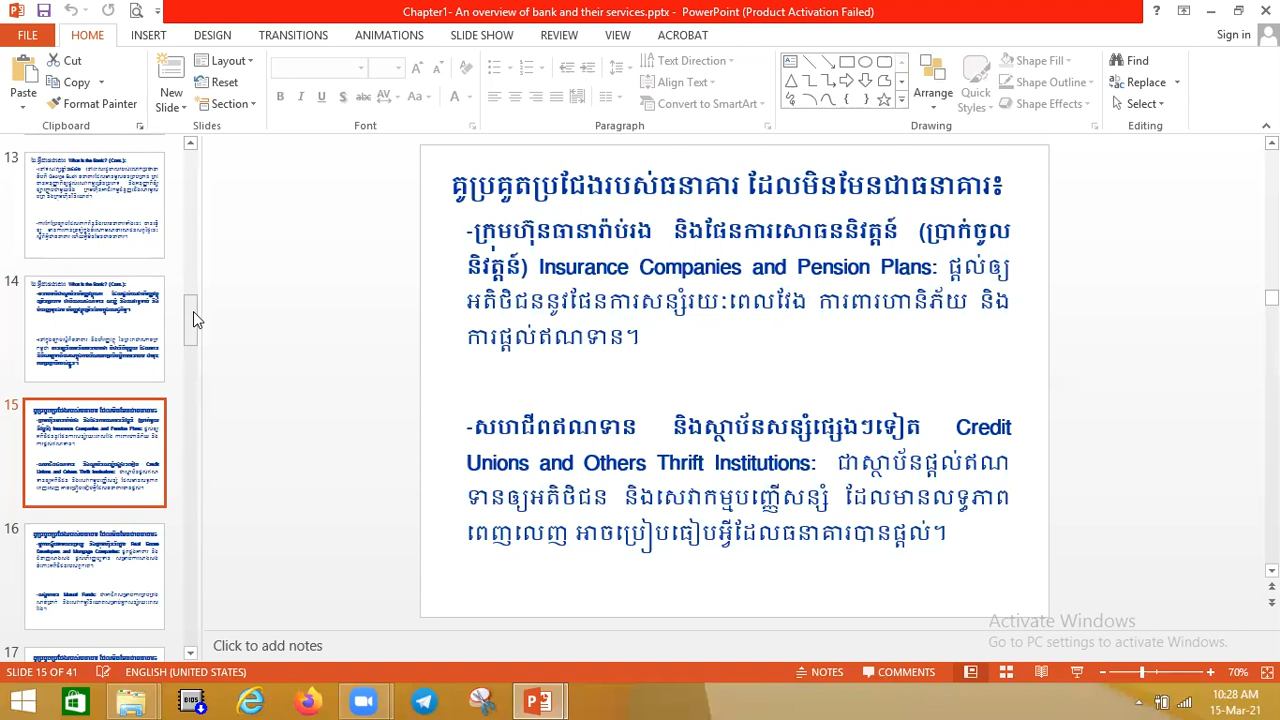 Chapter1- An overview of bank and their services.pptx - PowerPoint (Product Activation Failed)
FILE HOME INSERT DESIGN TRANSITIONS ANIMATIONS SLIDE SHOW REVIEW VIEW ACROBAT Sign in
Paste Cut Copy Format Painter Clipboard
New Slide Layout Reset Section Slides
Font
Text Direction Align Text Convert to SmartArt Paragraph
Arrange Quick Styles Shape Fill Shape Outline Shape Effects Drawing
Find Replace Select Editing
13
14
15
16
17
គូប្រគួតប្រជែងរបស់ធនាគារ ដែលមិនមែនជាធនាគារ៖
-ក្រុមហ៊ុនធានារ៉ាប់រង និងផែនការសោធននិវត្តន៍ (ប្រាក់ចូល
និវត្តន៍) Insurance Companies and Pension Plans: ផ្តល់ឲ្យ
អតិថិជននូវផែនការសន្សំរយៈពេលវែង ការពារហានិភ័យ និង
ការផ្តល់ឥណទាន។
-សហជីពឥណទាន និងស្ថាប័នសន្សំផ្សេងៗទៀត Credit
Unions and Others Thrift Institutions: ជាស្ថាប័នផ្តល់ឥណ
ទានឲ្យអតិថិជន និងសេវាកម្មបញ្ញើសន្សំ ដែលមានលទ្ធភាព
ពេញលេញ អាចប្រៀបធៀបអ្វីដែលធនាគារបានផ្តល់។
Activate Windows
Go to PC settings to activate Windows.
Click to add notes
SLIDE 15 OF 41 ENGLISH (UNITED STATES) NOTES COMMENTS 70%
BIOS
10:28 AM
15-Mar-21